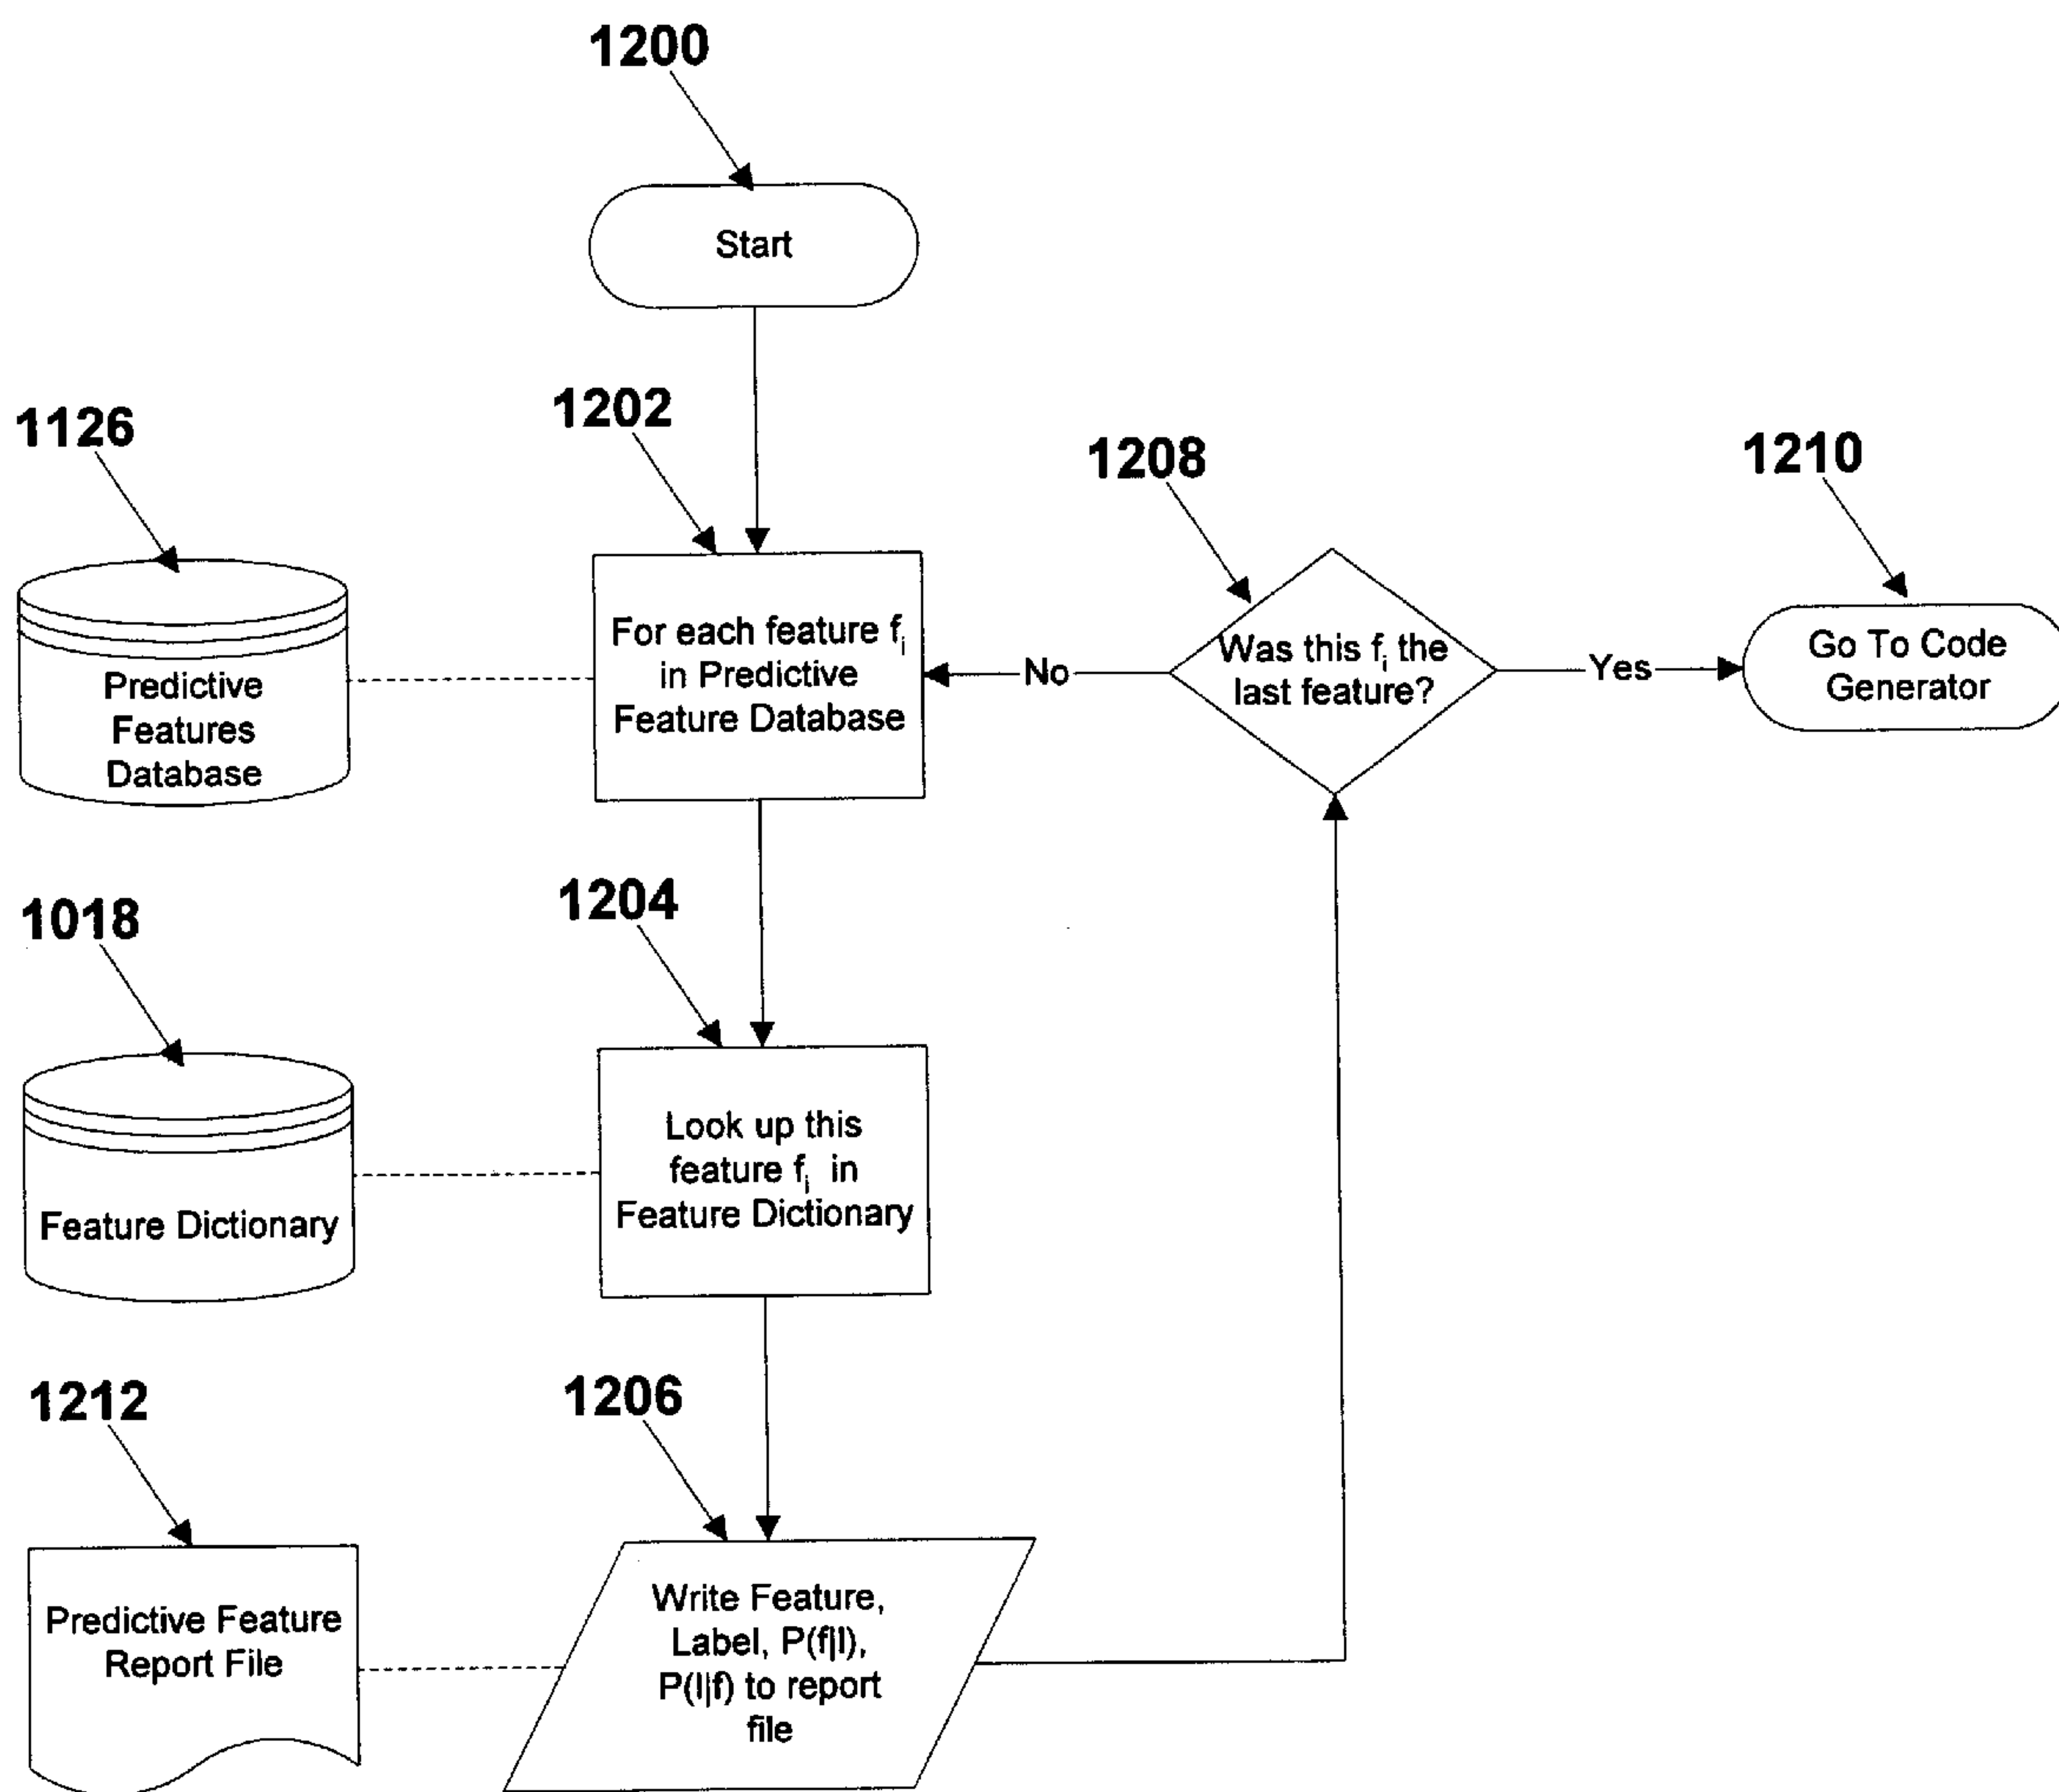 1200
Start
1126
1202
1208
1210
Predictive
Features
Database
For each feature fi
in Predictive
Feature Database
No
Was this fi the
last feature?
Yes
Go To Code
Generator
1018
1204
Feature Dictionary
Look up this
feature fi in
Feature Dictionary
1212
1206
Predictive Feature
Report File
Write Feature,
Label, P(f|l),
P(l|f) to report
file